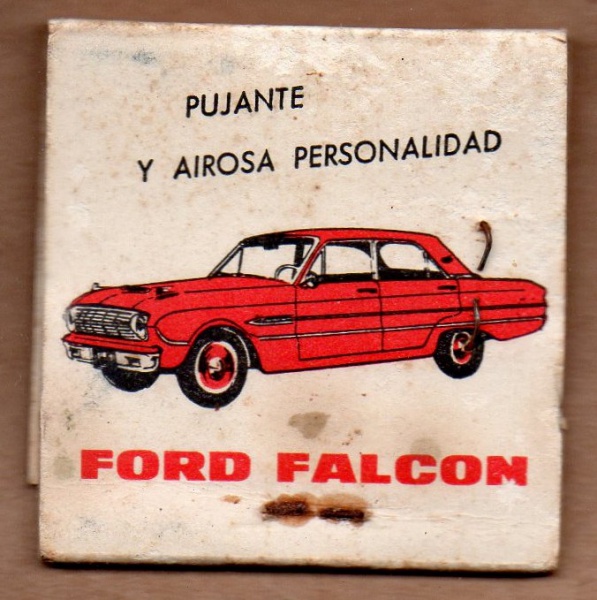 PUJANTE
Y AIROSA PERSONALIDAD
FORD FALCON